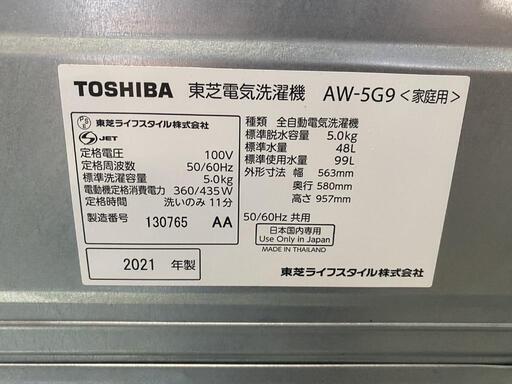 TOSHIBA 東芝電気洗濯機 AW-5G9<家庭用>
東芝ライフスタイル株式会社
JET
定格電圧 100V
定格周波数 50/60Hz
標準洗濯容量 5.0kg
電動機定格消費電力 360/435W
定格時間 洗いのみ 11分
製造番号 130765 AA
2021 年製
種類 全自動電気洗濯機
標準脱水容量 5.0kg
標準水量 48L
標準使用水量 99L
外形寸法 幅 563mm
奥行 580mm
高さ 957mm
50/60Hz 共用
日本国内専用
Use Only in Japan
MADE IN THAILAND
東芝ライフスタイル株式会社